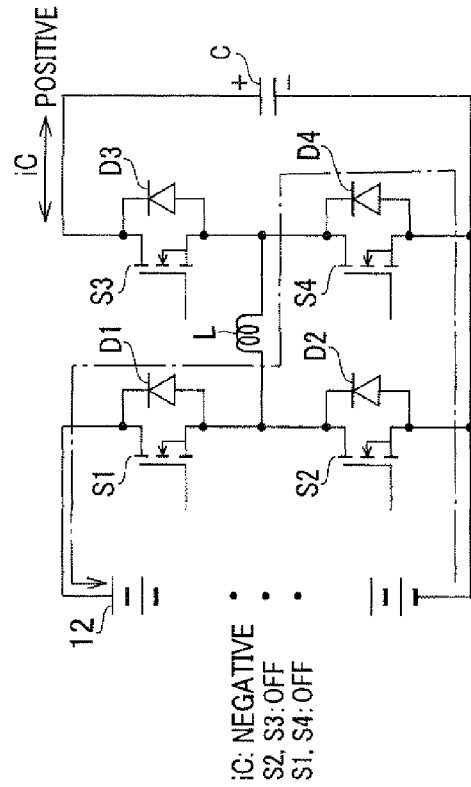 iC
POSITIVE
S1
D1
S3
D3
12
L
C
+
−
S2
D2
S4
D4
iC: NEGATIVE
S2, S3: OFF
S1, S4: OFF